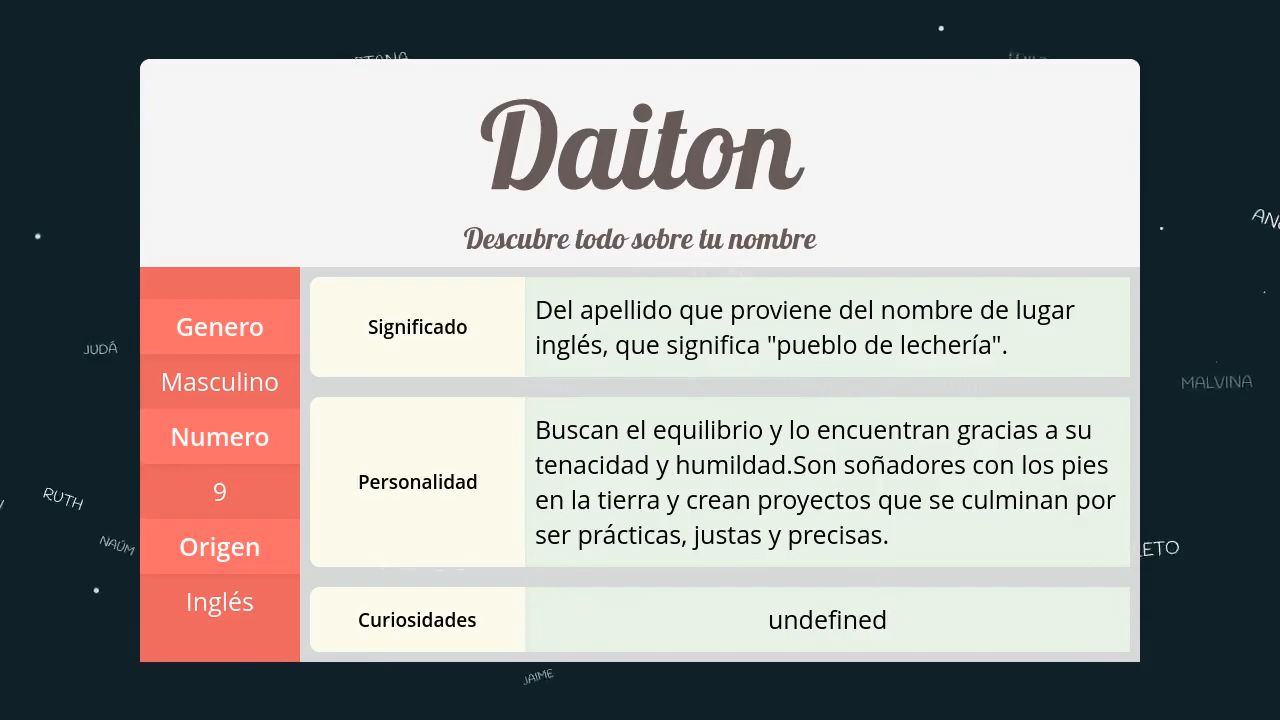 Daiton
Descubre todo sobre tu nombre
Genero
Masculino
Numero
9
Origen
Inglés
Significado
Del apellido que proviene del nombre de lugar
inglés, que significa "pueblo de lechería".
Personalidad
Buscan el equilibrio y lo encuentran gracias a su
tenacidad y humildad.Son soñadores con los pies
en la tierra y crean proyectos que se culminan por
ser prácticas, justas y precisas.
Curiosidades
undefined
JUDÁ
RUTH
NAÚM
MALVINA
JAIME